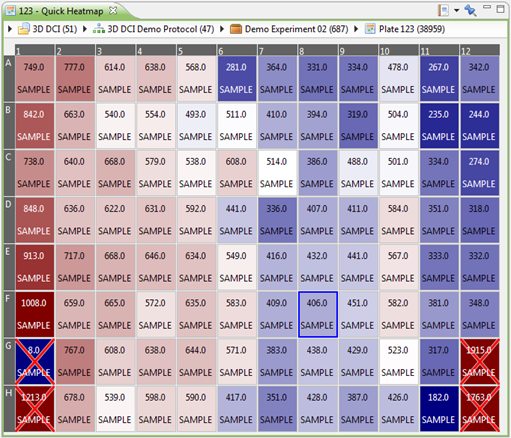 123 - Quick Heatmap
3D DCI (51) 3D DCI Demo Protocol (47) Demo Experiment 02 (687) Plate 123 (38959)
1 2 3 4 5 6 7 8 9 10 11 12
A 749.0 777.0 614.0 638.0 568.0 281.0 364.0 331.0 334.0 478.0 267.0 342.0
SAMPLE SAMPLE SAMPLE SAMPLE SAMPLE SAMPLE SAMPLE SAMPLE SAMPLE SAMPLE SAMPLE SAMPLE
B 842.0 663.0 540.0 554.0 493.0 511.0 410.0 394.0 319.0 504.0 235.0 244.0
SAMPLE SAMPLE SAMPLE SAMPLE SAMPLE SAMPLE SAMPLE SAMPLE SAMPLE SAMPLE SAMPLE SAMPLE
C 738.0 640.0 668.0 579.0 538.0 608.0 514.0 386.0 488.0 501.0 334.0 274.0
SAMPLE SAMPLE SAMPLE SAMPLE SAMPLE SAMPLE SAMPLE SAMPLE SAMPLE SAMPLE SAMPLE SAMPLE
D 848.0 636.0 622.0 631.0 592.0 441.0 336.0 407.0 411.0 584.0 351.0 318.0
SAMPLE SAMPLE SAMPLE SAMPLE SAMPLE SAMPLE SAMPLE SAMPLE SAMPLE SAMPLE SAMPLE SAMPLE
E 913.0 717.0 668.0 646.0 634.0 549.0 416.0 432.0 441.0 567.0 333.0 332.0
SAMPLE SAMPLE SAMPLE SAMPLE SAMPLE SAMPLE SAMPLE SAMPLE SAMPLE SAMPLE SAMPLE SAMPLE
F 1008.0 659.0 665.0 572.0 635.0 583.0 409.0 406.0 451.0 582.0 381.0 348.0
SAMPLE SAMPLE SAMPLE SAMPLE SAMPLE SAMPLE SAMPLE SAMPLE SAMPLE SAMPLE SAMPLE SAMPLE
G 8.0 767.0 608.0 638.0 644.0 571.0 383.0 438.0 429.0 523.0 317.0 1915.0
SAMPLE SAMPLE SAMPLE SAMPLE SAMPLE SAMPLE SAMPLE SAMPLE SAMPLE SAMPLE SAMPLE SAMPLE
H 1213.0 678.0 539.0 598.0 590.0 417.0 351.0 428.0 387.0 426.0 182.0 1763.0
SAMPLE SAMPLE SAMPLE SAMPLE SAMPLE SAMPLE SAMPLE SAMPLE SAMPLE SAMPLE SAMPLE SAMPLE